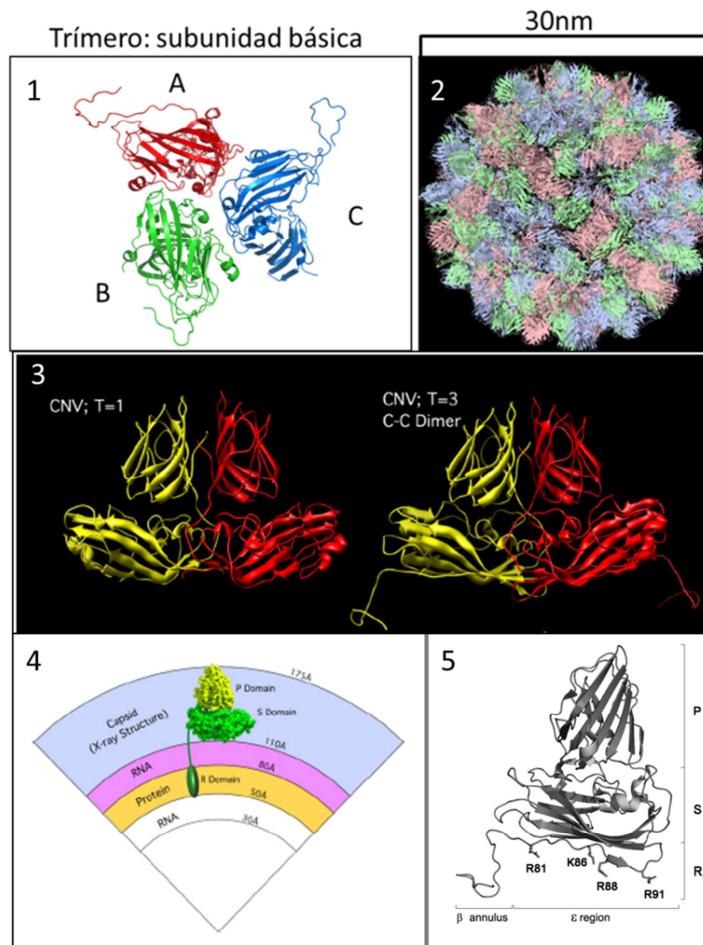 Trímero: subunidad básica
30nm
1
A
B
C
2
3
CNV; T=1
CNV; T=3
C-C Dimer
4
175Å
P Domain
Capsid
(X-ray Structure)
S Domain
110Å
RNA
80Å
R Domain
Protein
50Å
RNA
30Å
5
P
S
R
R81
K86
R88
R91
β annulus
ε region